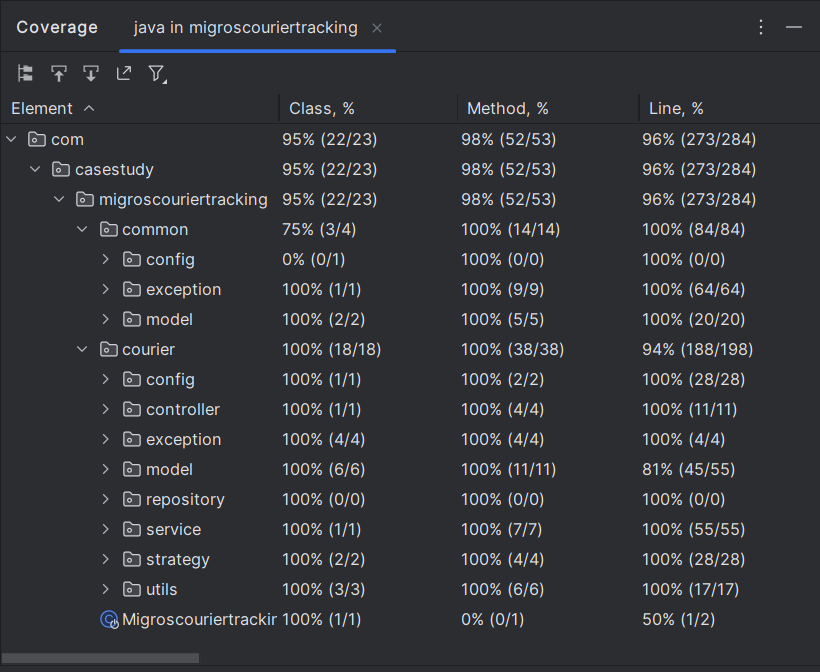 Coverage java in migroscouriertracking
Element Class, % Method, % Line, %
com 95% (22/23) 98% (52/53) 96% (273/284)
casestudy 95% (22/23) 98% (52/53) 96% (273/284)
migroscouriertracking 95% (22/23) 98% (52/53) 96% (273/284)
common 75% (3/4) 100% (14/14) 100% (84/84)
config 0% (0/1) 100% (0/0) 100% (0/0)
exception 100% (1/1) 100% (9/9) 100% (64/64)
model 100% (2/2) 100% (5/5) 100% (20/20)
courier 100% (18/18) 100% (38/38) 94% (188/198)
config 100% (1/1) 100% (2/2) 100% (28/28)
controller 100% (1/1) 100% (4/4) 100% (11/11)
exception 100% (4/4) 100% (4/4) 100% (4/4)
model 100% (6/6) 100% (11/11) 81% (45/55)
repository 100% (0/0) 100% (0/0) 100% (0/0)
service 100% (1/1) 100% (7/7) 100% (55/55)
strategy 100% (2/2) 100% (4/4) 100% (28/28)
utils 100% (3/3) 100% (6/6) 100% (17/17)
Migroscouriertrackir 100% (1/1) 0% (0/1) 50% (1/2)